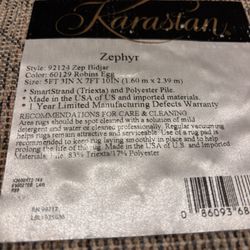 Karastan
Zephyr
Style: 92124 Zep Bidjar
Color: 60129 Robins Egg
Size: 5FT 3IN X 7FT 10IN (1.60 m x 2.39 m)
• SmartStrand (Triexta) and Polyester Pile.
• Made in the USA of US and imported materials.
• 1 Year Limited Manufacturing Defects Warranty
RECOMMENDATIONS FOR CARE & CLEANING
Area rugs should be spot cleaned with a solution of mild
detergent and water or cleaned professionally. Regular vacuuming
helps rugs remain attractive and serviceable. Use of a rug pad is
recommended to keep rug laying smoothly and to prolong the
life of the rug. Made in USA of US and imported materials.
Pile: 83% Triexta/17% Polyester
0 86093 68